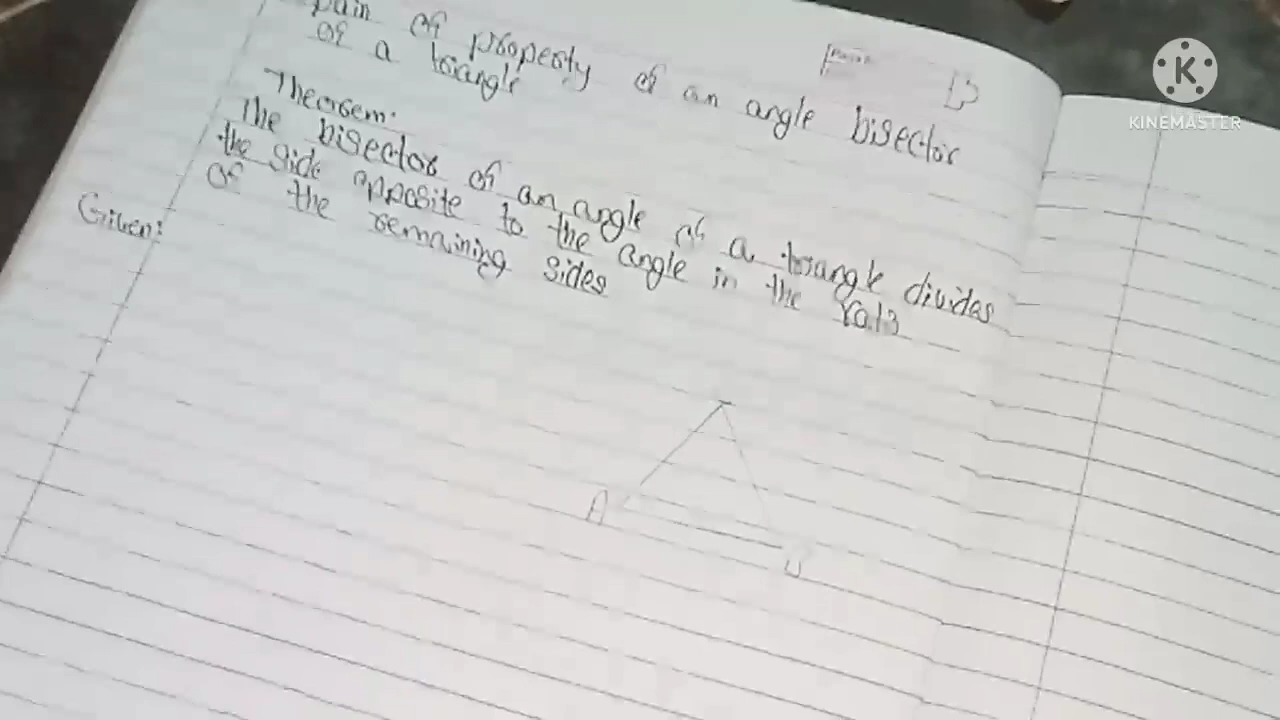 of property of an angle bisector
of a triangle
Theorem:
The bisector of an angle of a triangle divides
the side opposite to the angle in the
of the remaining sides
Given:
A
KINEMASTER